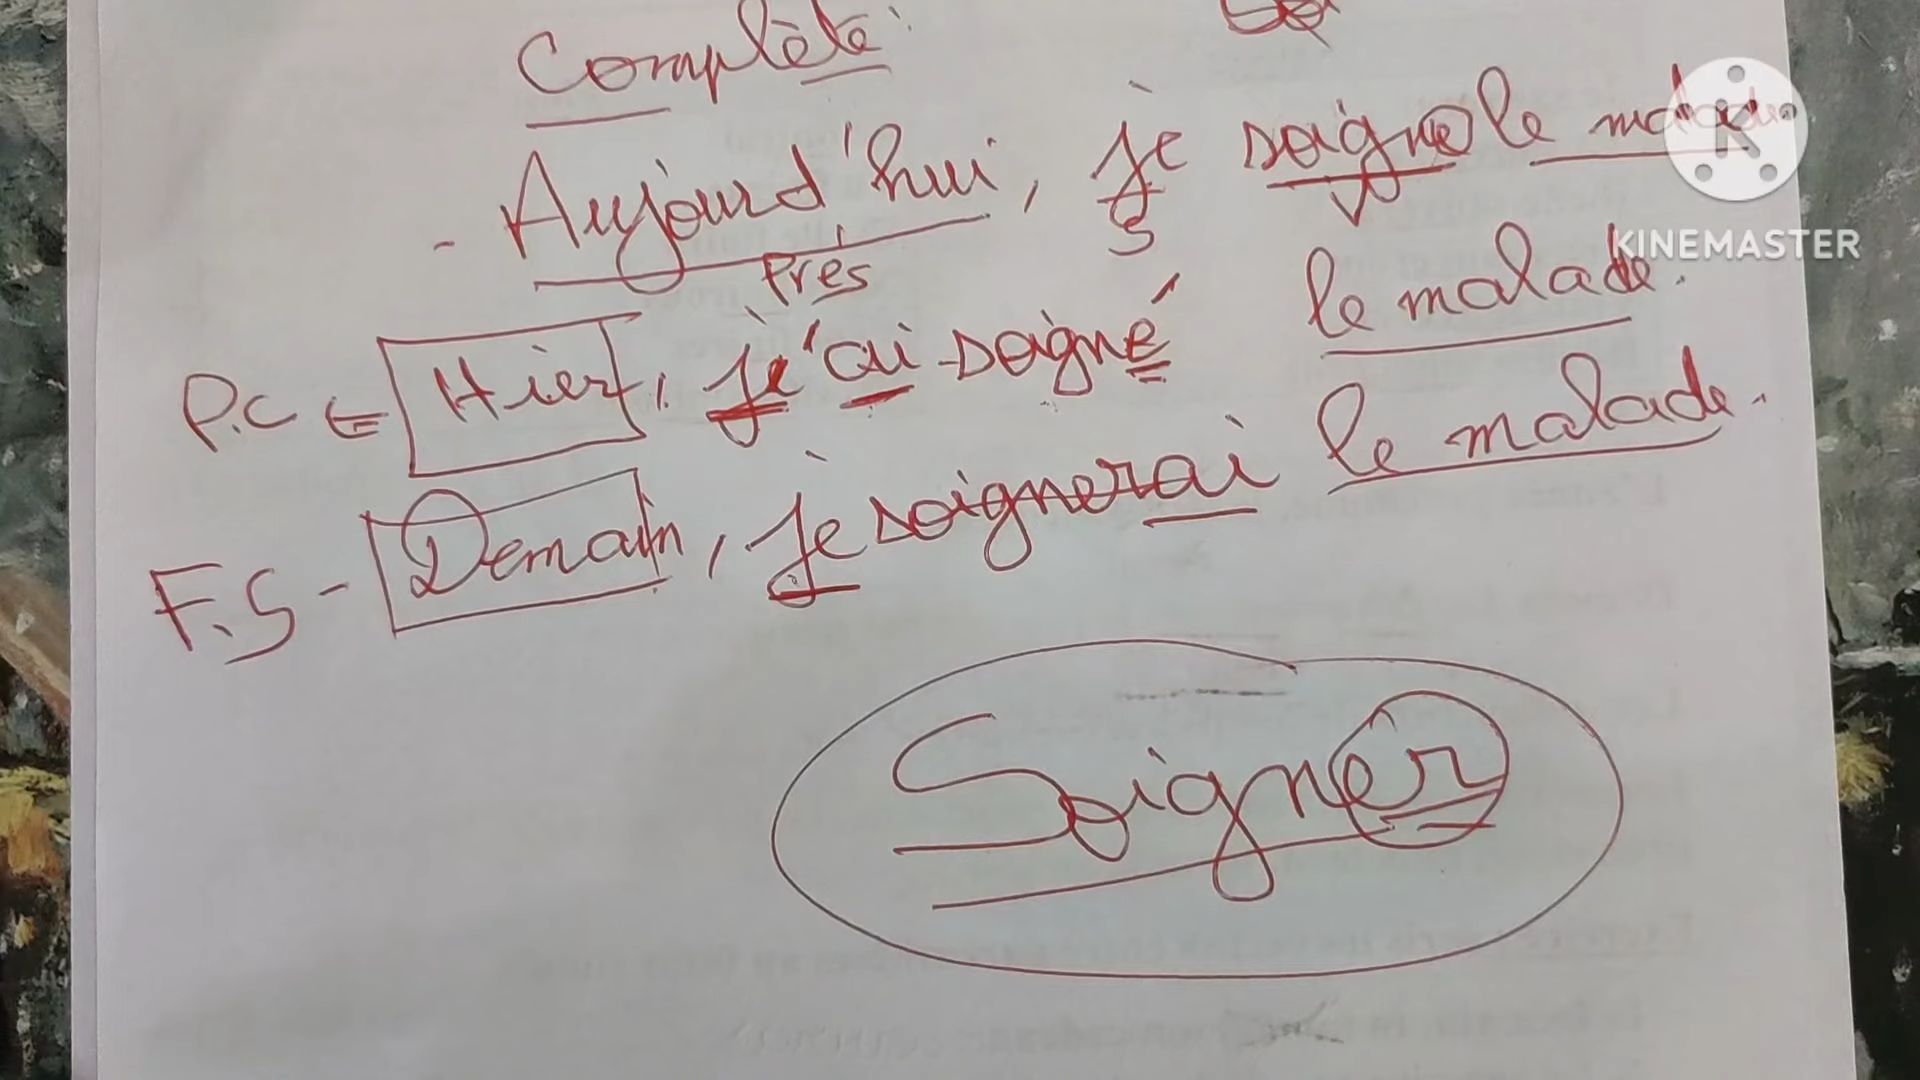 Complète:
- Aujourd'hui, je soigne le malade
S V
Près
P.C Hier, j'ai soigné le malade.
F.S - Demain, je soignerai le malade.
Soigner
KINEMASTER